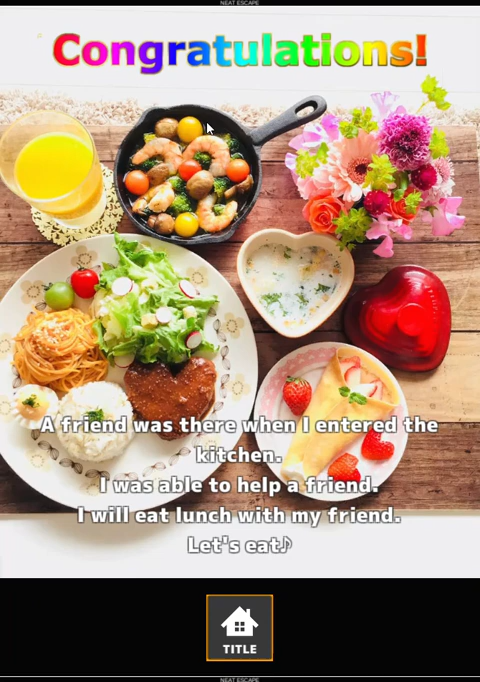 NEAT ESCAPE
Congratulations!
A friend was there when I entered the
kitchen.
I was able to help a friend.
I will eat lunch with my friend.
Let's eat♪
TITLE
NEAT ESCAPE